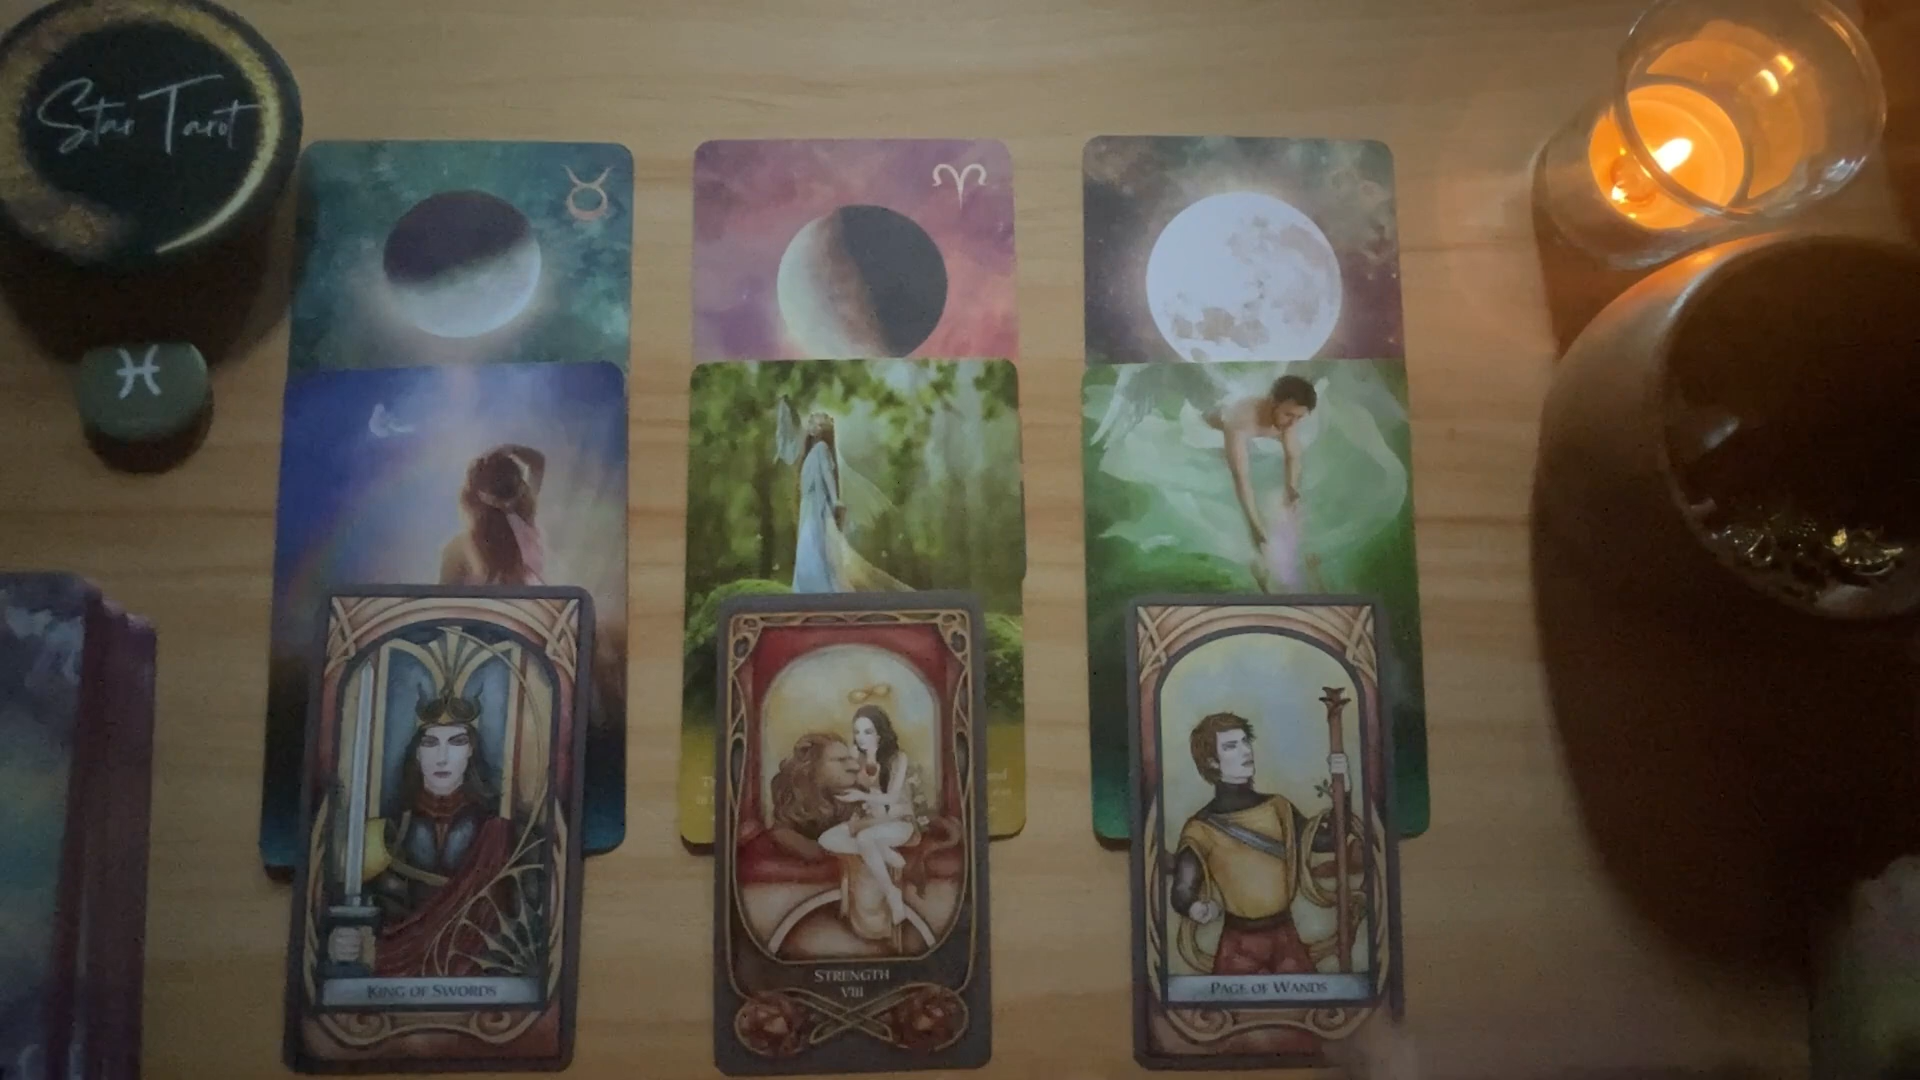 Star Tarot
KING OF SWORDS
STRENGTH
VIII
PAGE OF WANDS